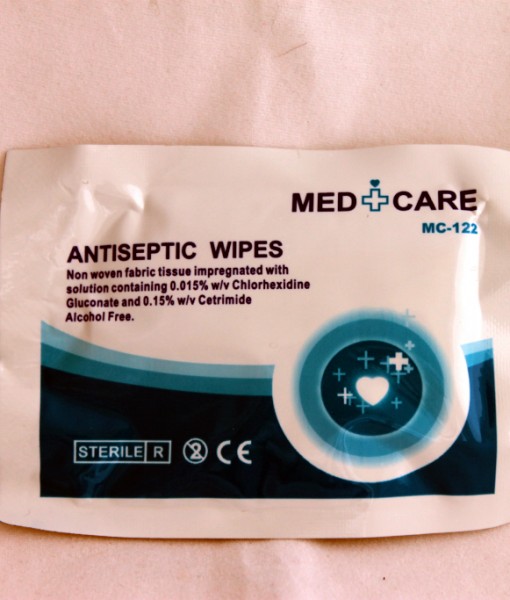 MED CARE
MC-122
ANTISEPTIC WIPES
Non woven fabric tissue impregnated with
solution containing 0.015% w/v Chlorhexidine
Gluconate and 0.15% w/v Cetrimide
Alcohol Free.
STERILE R 2 CE